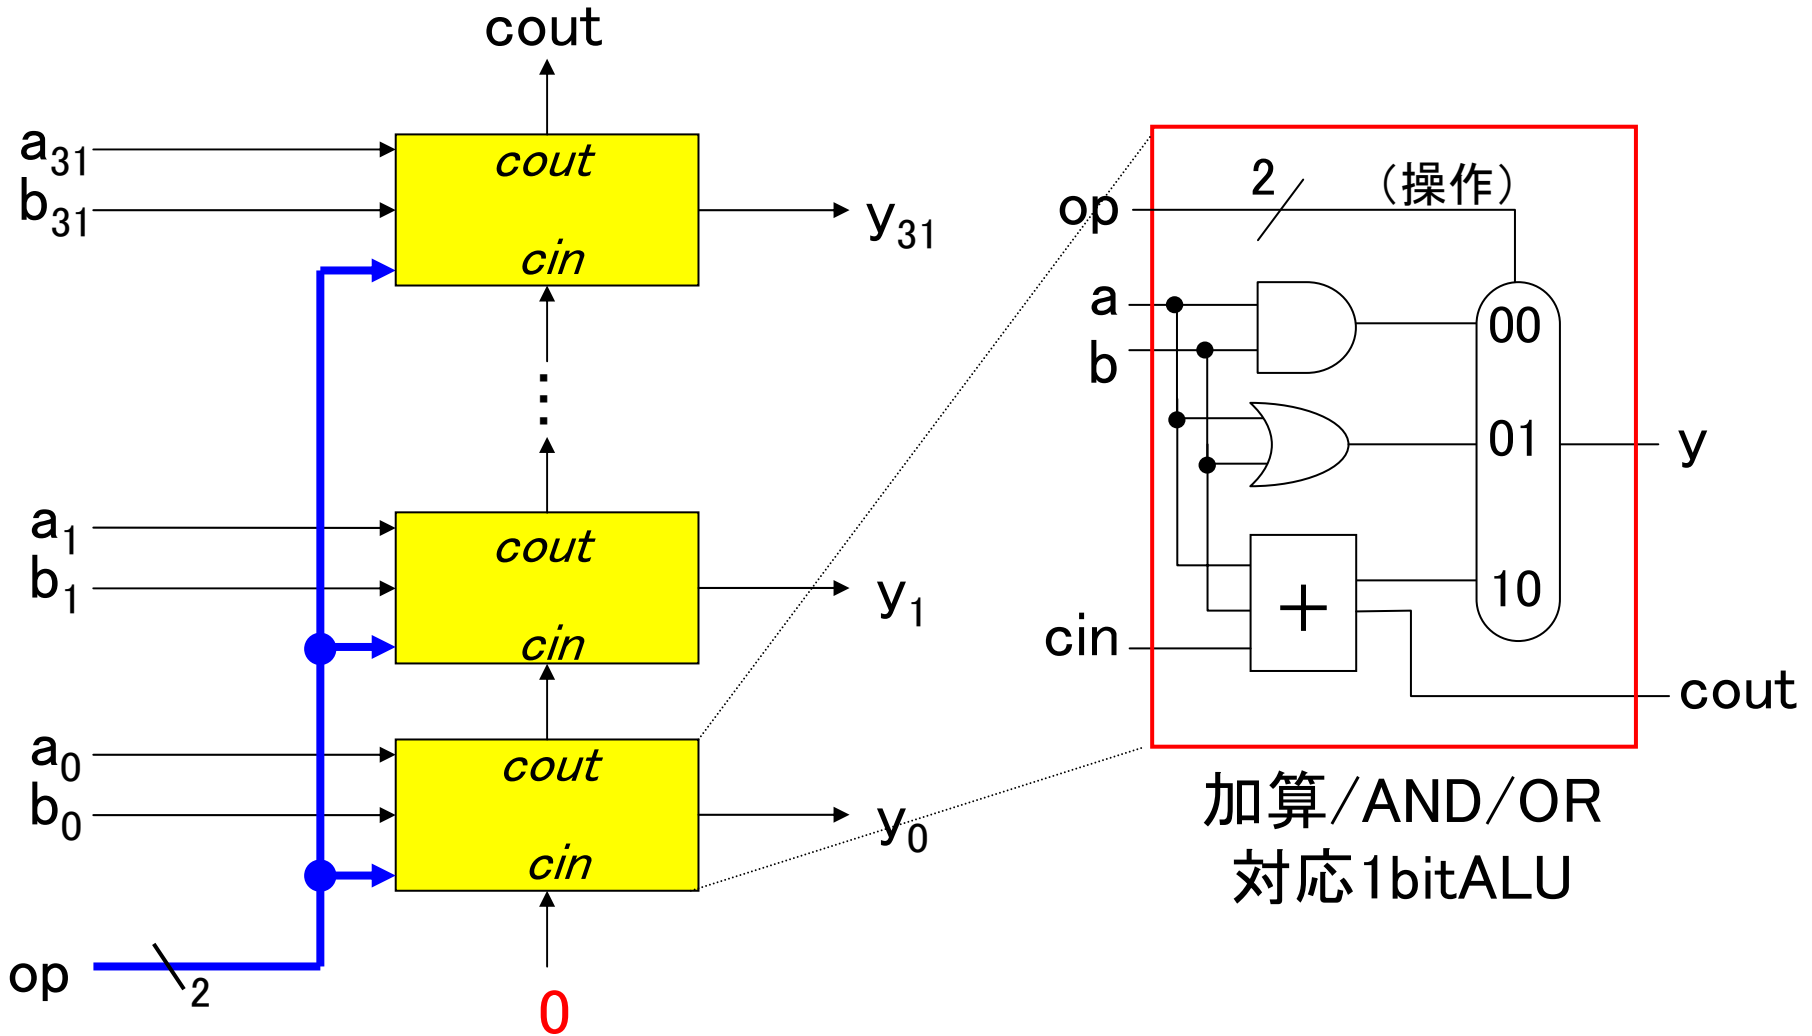 cout
a31
b31
cout
cin
y31
a1
b1
cout
cin
y1
a0
b0
cout
cin
y0
op
2
0
op
2
(操作)
a
b
cin
00
01
10
+
y
cout
加算/AND/OR
対応1bitALU